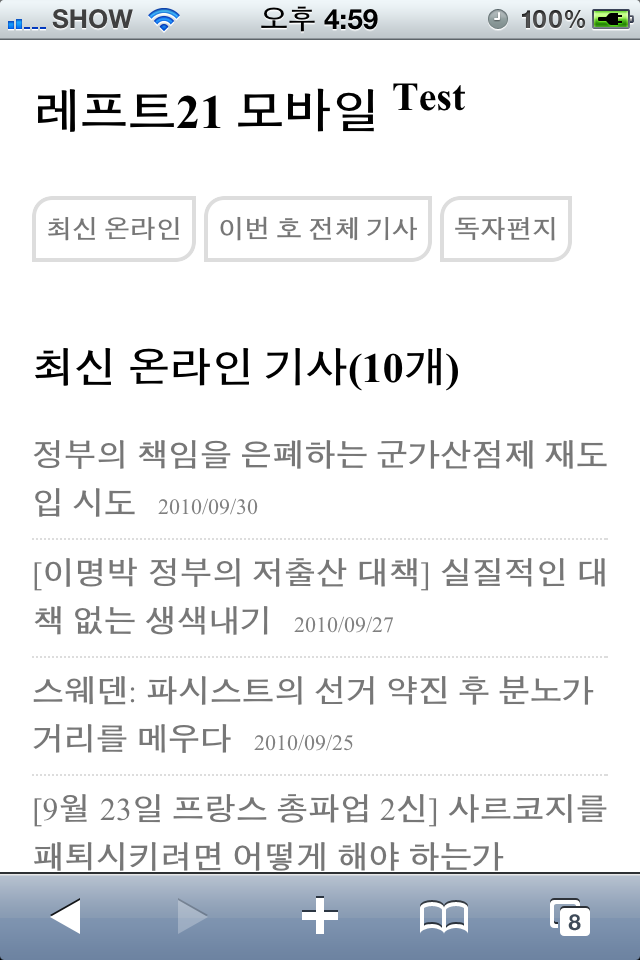 SHOW 오후 4:59 100%
레프트21 모바일 Test
최신 온라인 이번 호 전체 기사 독자편지
최신 온라인 기사(10개)
정부의 책임을 은폐하는 군가산점제 재도
입 시도 2010/09/30
[이명박 정부의 저출산 대책] 실질적인 대
책 없는 생색내기 2010/09/27
스웨덴: 파시스트의 선거 약진 후 분노가
거리를 메우다 2010/09/25
[9월 23일 프랑스 총파업 2신] 사르코지를
패퇴시키려면 어떻게 해야 하는가
8